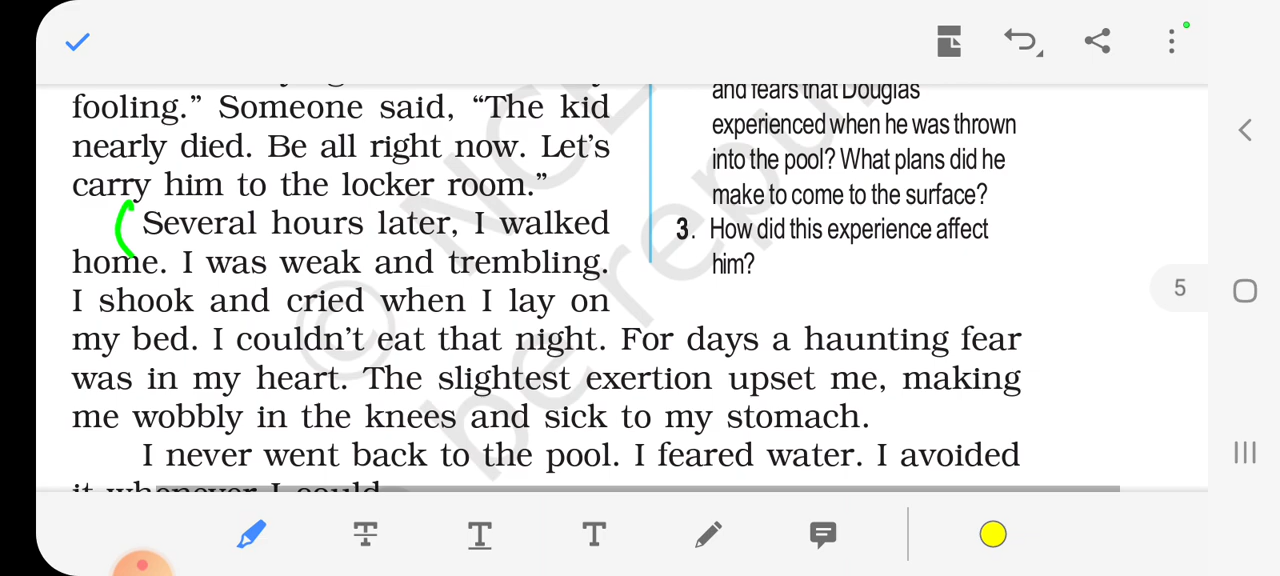 fooling.” Someone said, “The kid
nearly died. Be all right now. Let’s
carry him to the locker room.”
Several hours later, I walked
home. I was weak and trembling.
I shook and cried when I lay on
my bed. I couldn’t eat that night. For days a haunting fear
was in my heart. The slightest exertion upset me, making
me wobbly in the knees and sick to my stomach.
I never went back to the pool. I feared water. I avoided
it whenever I could.
and fears that Douglas
experienced when he was thrown
into the pool? What plans did he
make to come to the surface?
3. How did this experience affect
him?
5